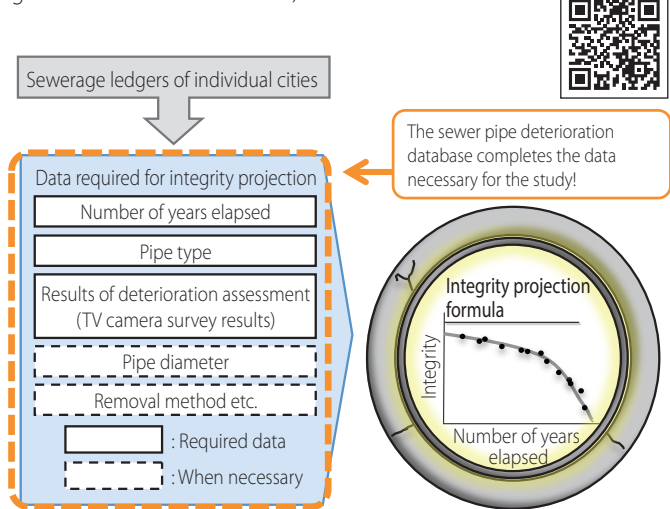 Sewerage ledgers of individual cities
The sewer pipe deterioration
database completes the data
necessary for the study!
Data required for integrity projection
Number of years elapsed
Pipe type
Results of deterioration assessment
(TV camera survey results)
Pipe diameter
Removal method etc.
: Required data
: When necessary
Integrity projection
formula
Integrity
Number of years
elapsed